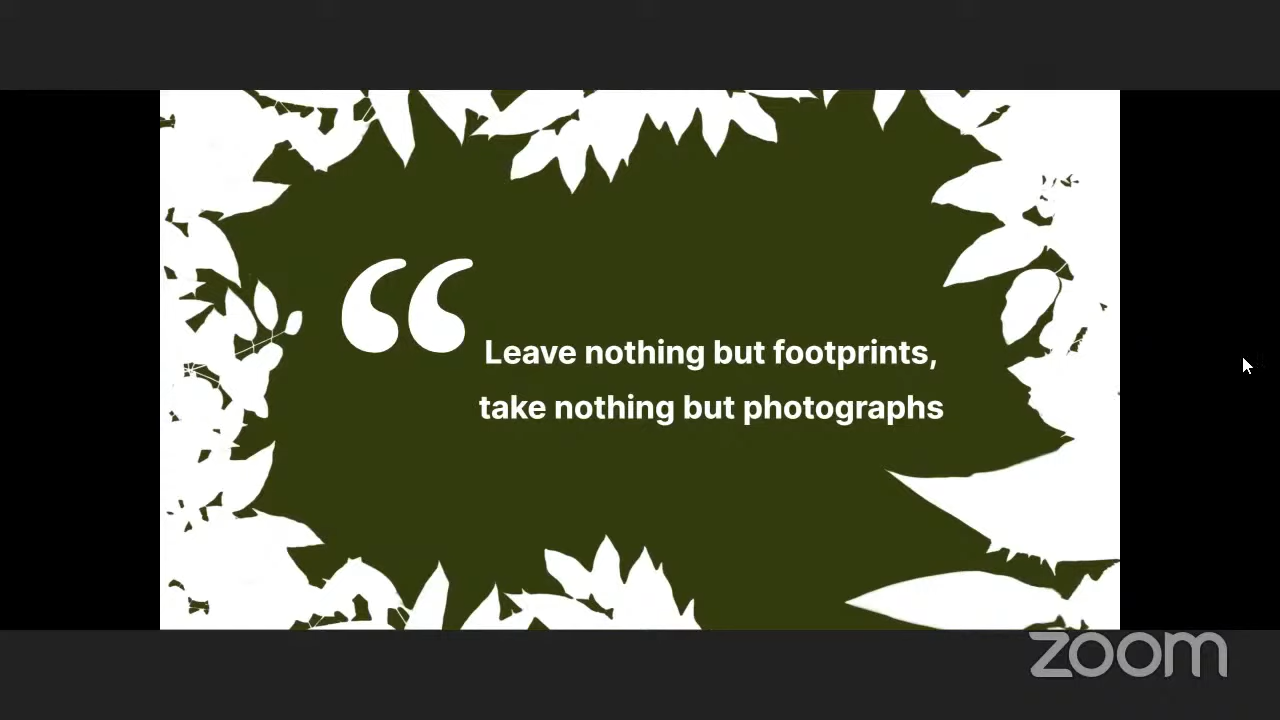 “
Leave nothing but footprints,
take nothing but photographs
zoom